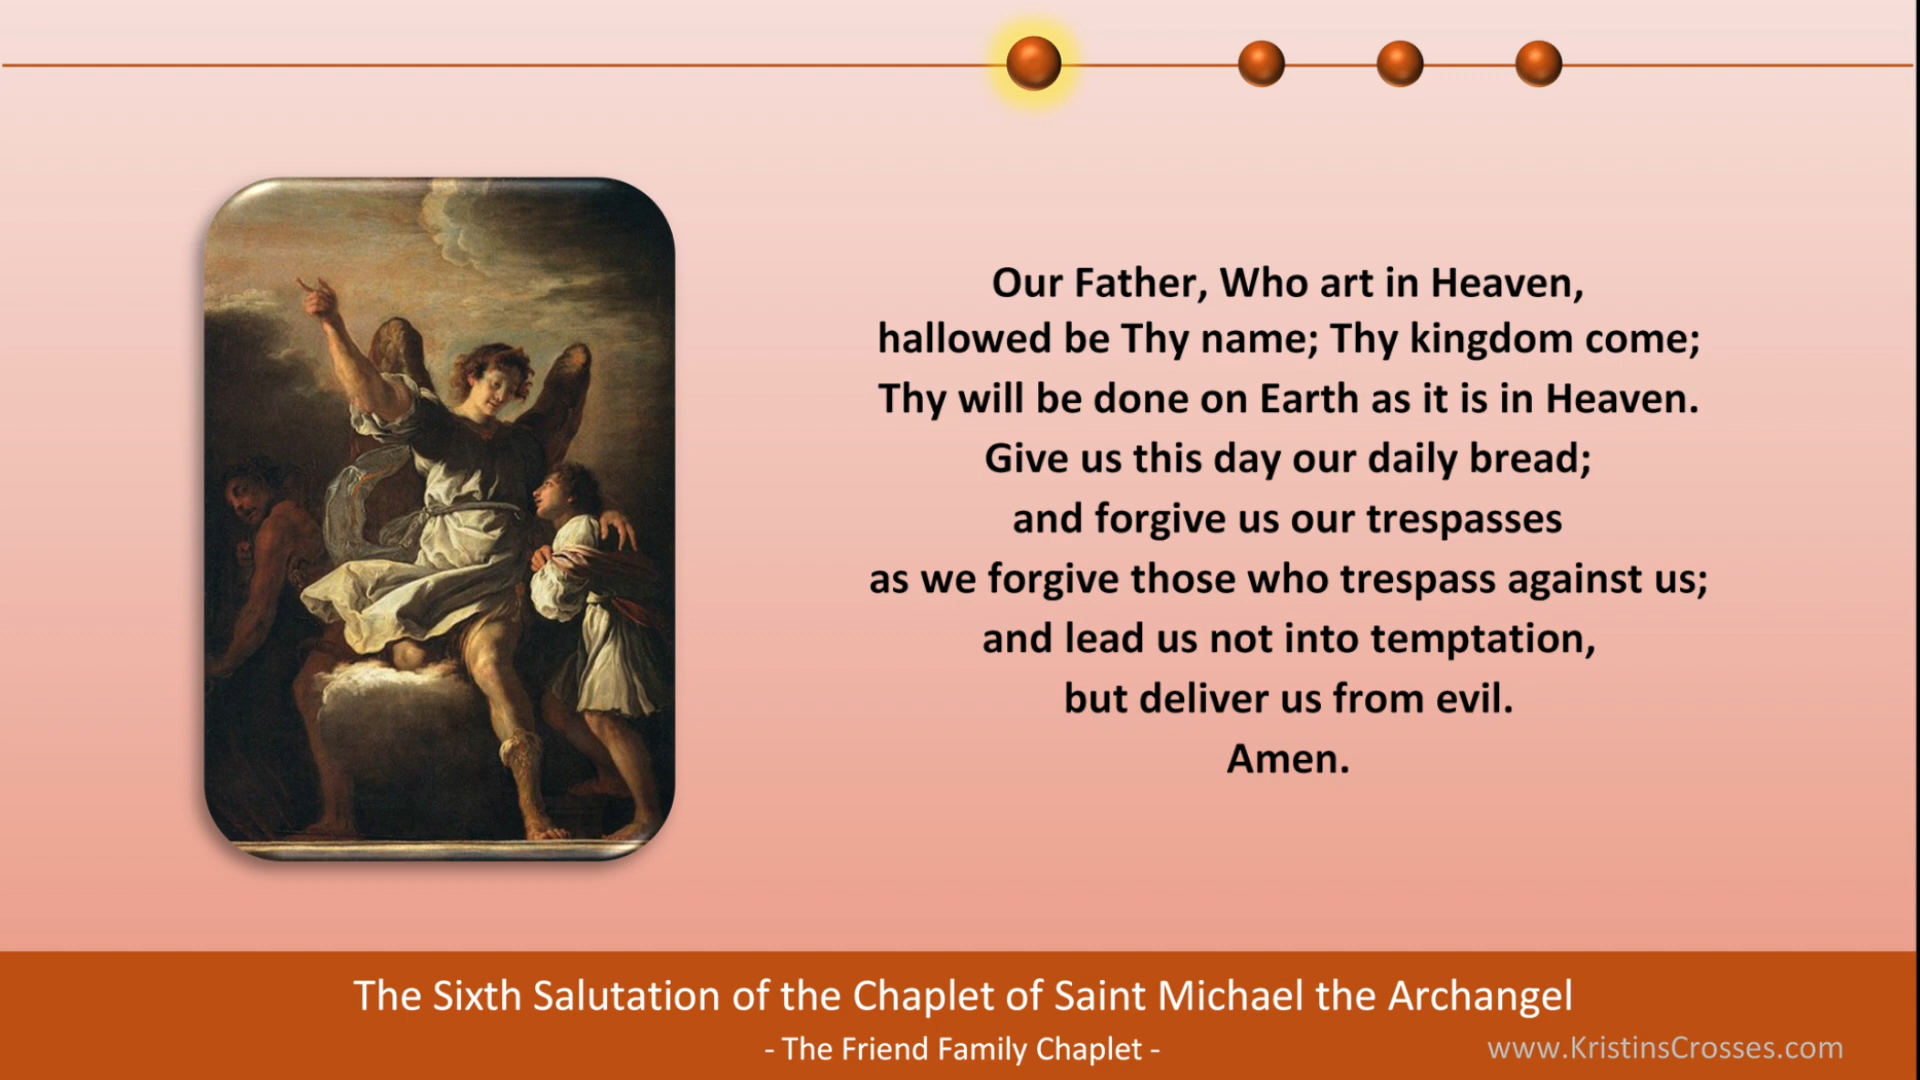 Our Father, Who art in Heaven,
hallowed be Thy name; Thy kingdom come;
Thy will be done on Earth as it is in Heaven.
Give us this day our daily bread;
and forgive us our trespasses
as we forgive those who trespass against us;
and lead us not into temptation,
but deliver us from evil.
Amen.
The Sixth Salutation of the Chaplet of Saint Michael the Archangel
- The Friend Family Chaplet -
www.KristinsCrosses.com